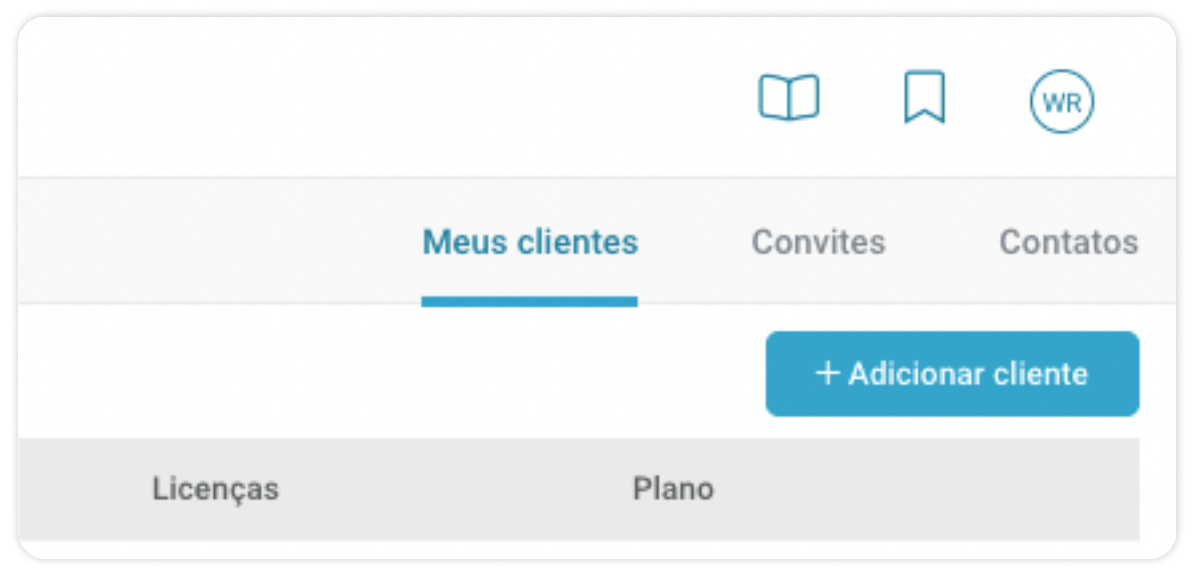 WR
Meus clientes Convites Contatos
+ Adicionar cliente
Licenças Plano